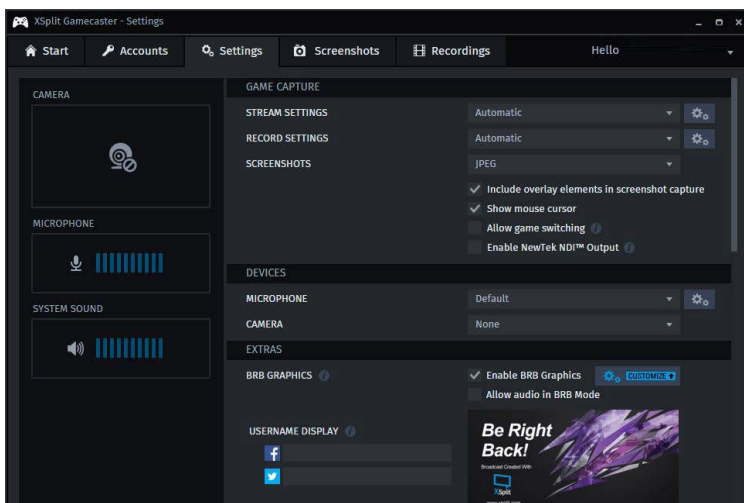 XSplit Gamecaster - Settings
Start
Accounts
Settings
Screenshots
Recordings
Hello
CAMERA
MICROPHONE
SYSTEM SOUND
GAME CAPTURE
STREAM SETTINGS
Automatic
RECORD SETTINGS
Automatic
SCREENSHOTS
JPEG
Include overlay elements in screenshot capture
Show mouse cursor
Allow game switching
Enable NewTek NDI™ Output
DEVICES
MICROPHONE
Default
CAMERA
None
EXTRAS
BRB GRAPHICS
Enable BRB Graphics
CUSTOMIZE
Allow audio in BRB Mode
USERNAME DISPLAY
Be Right
Back!
Broadcast Created With
XSplit